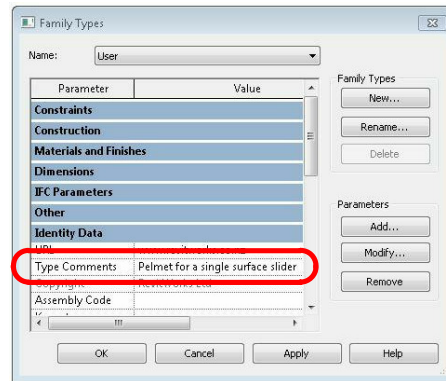 Family Types
Name: User
Parameter Value
Constraints
Construction
Materials and Finishes
Dimensions
IFC Parameters
Other
Identity Data
URL
Type Comments Pelmet for a single surface slider
Copyright
Assembly Code
Family Types
New...
Rename...
Delete
Parameters
Add...
Modify...
Remove
OK Cancel Apply Help